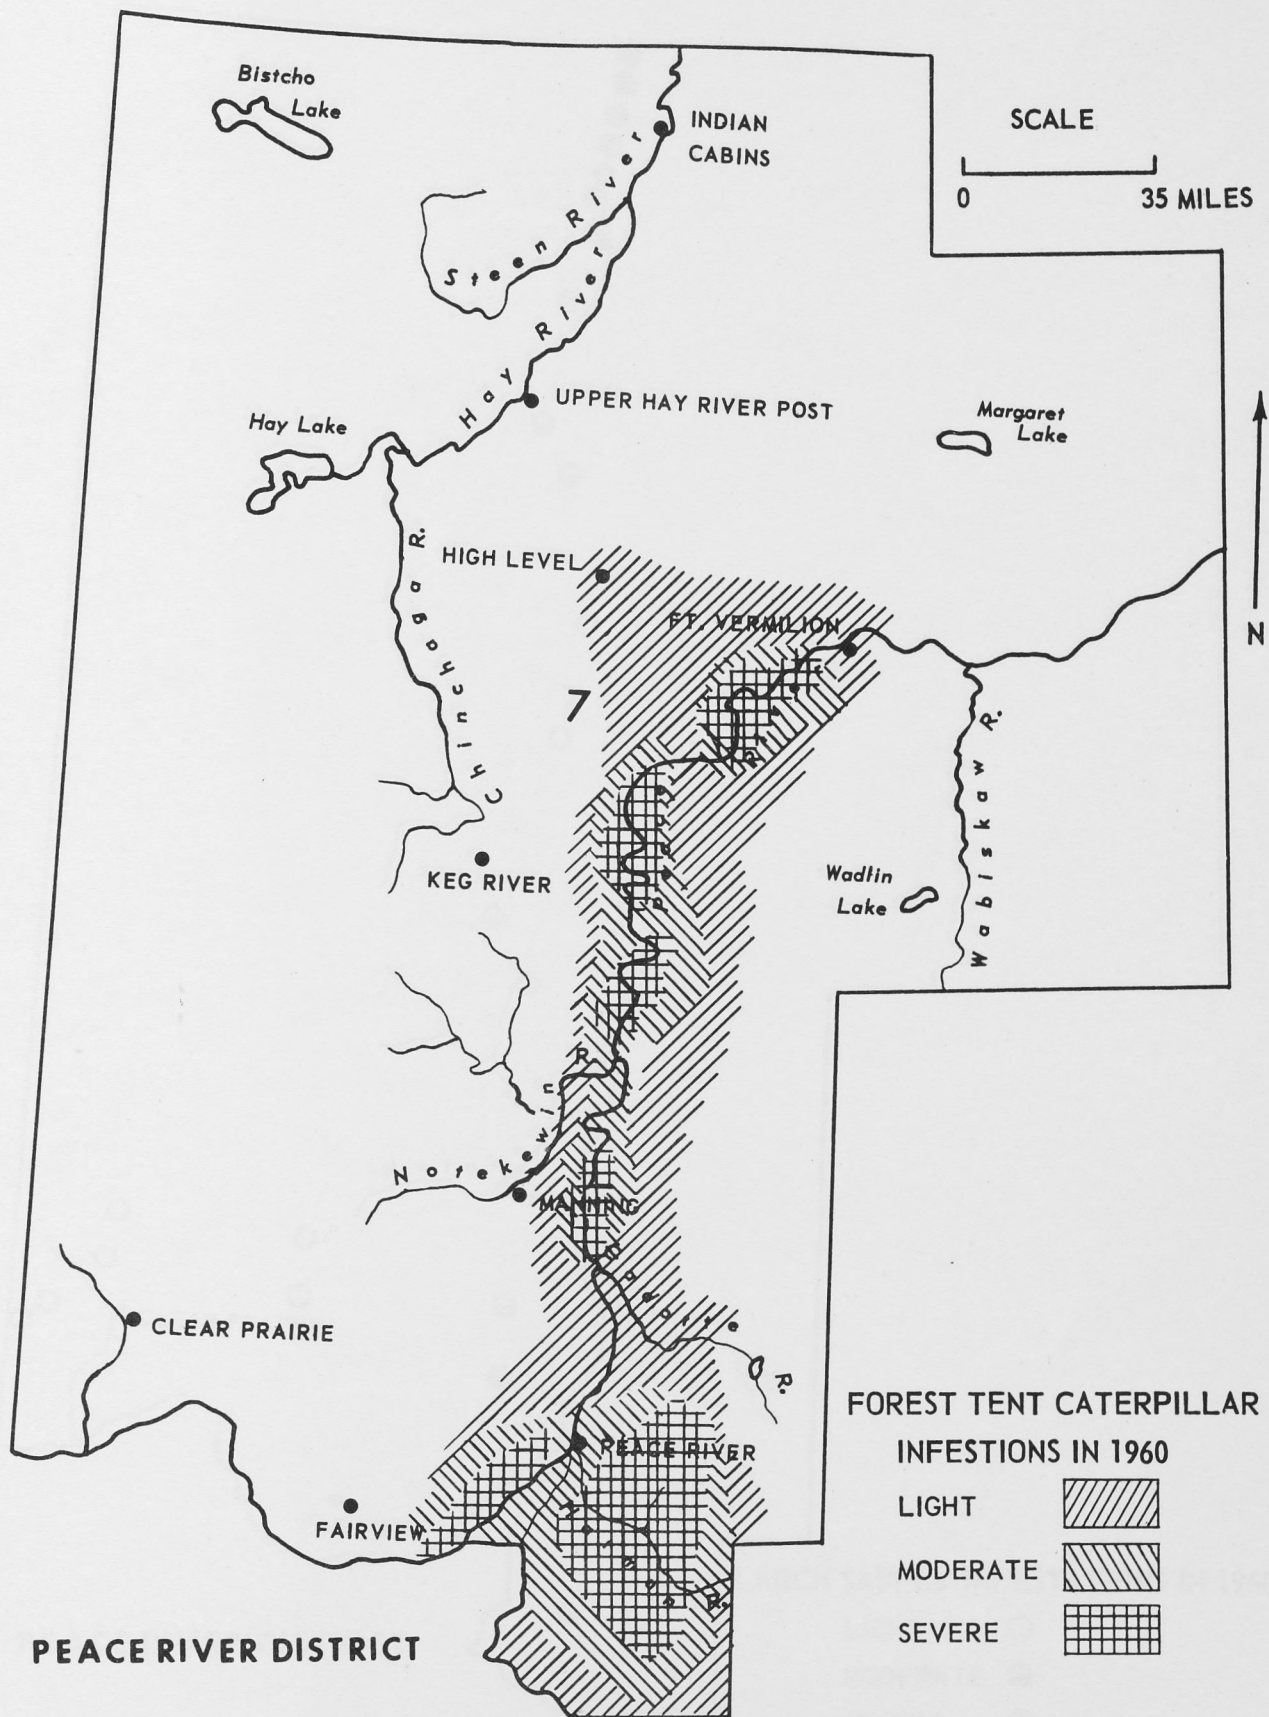 Bistcho
Lake
INDIAN
CABINS
SCALE
0 35 MILES
Steen River
Hay River
UPPER HAY RIVER POST
Hay Lake
Margaret
Lake
Chinchaga R.
HIGH LEVEL
FT. VERMILION
N
7
Peace River
KEG RIVER
Wadlin
Lake
Wabiskaw R.
Notekewin R.
MANNING
Cadotte R.
CLEAR PRAIRIE
PEACE RIVER
FAIRVIEW
R.
FOREST TENT CATERPILLAR
INFESTIONS IN 1960
LIGHT
MODERATE
SEVERE
PEACE RIVER DISTRICT